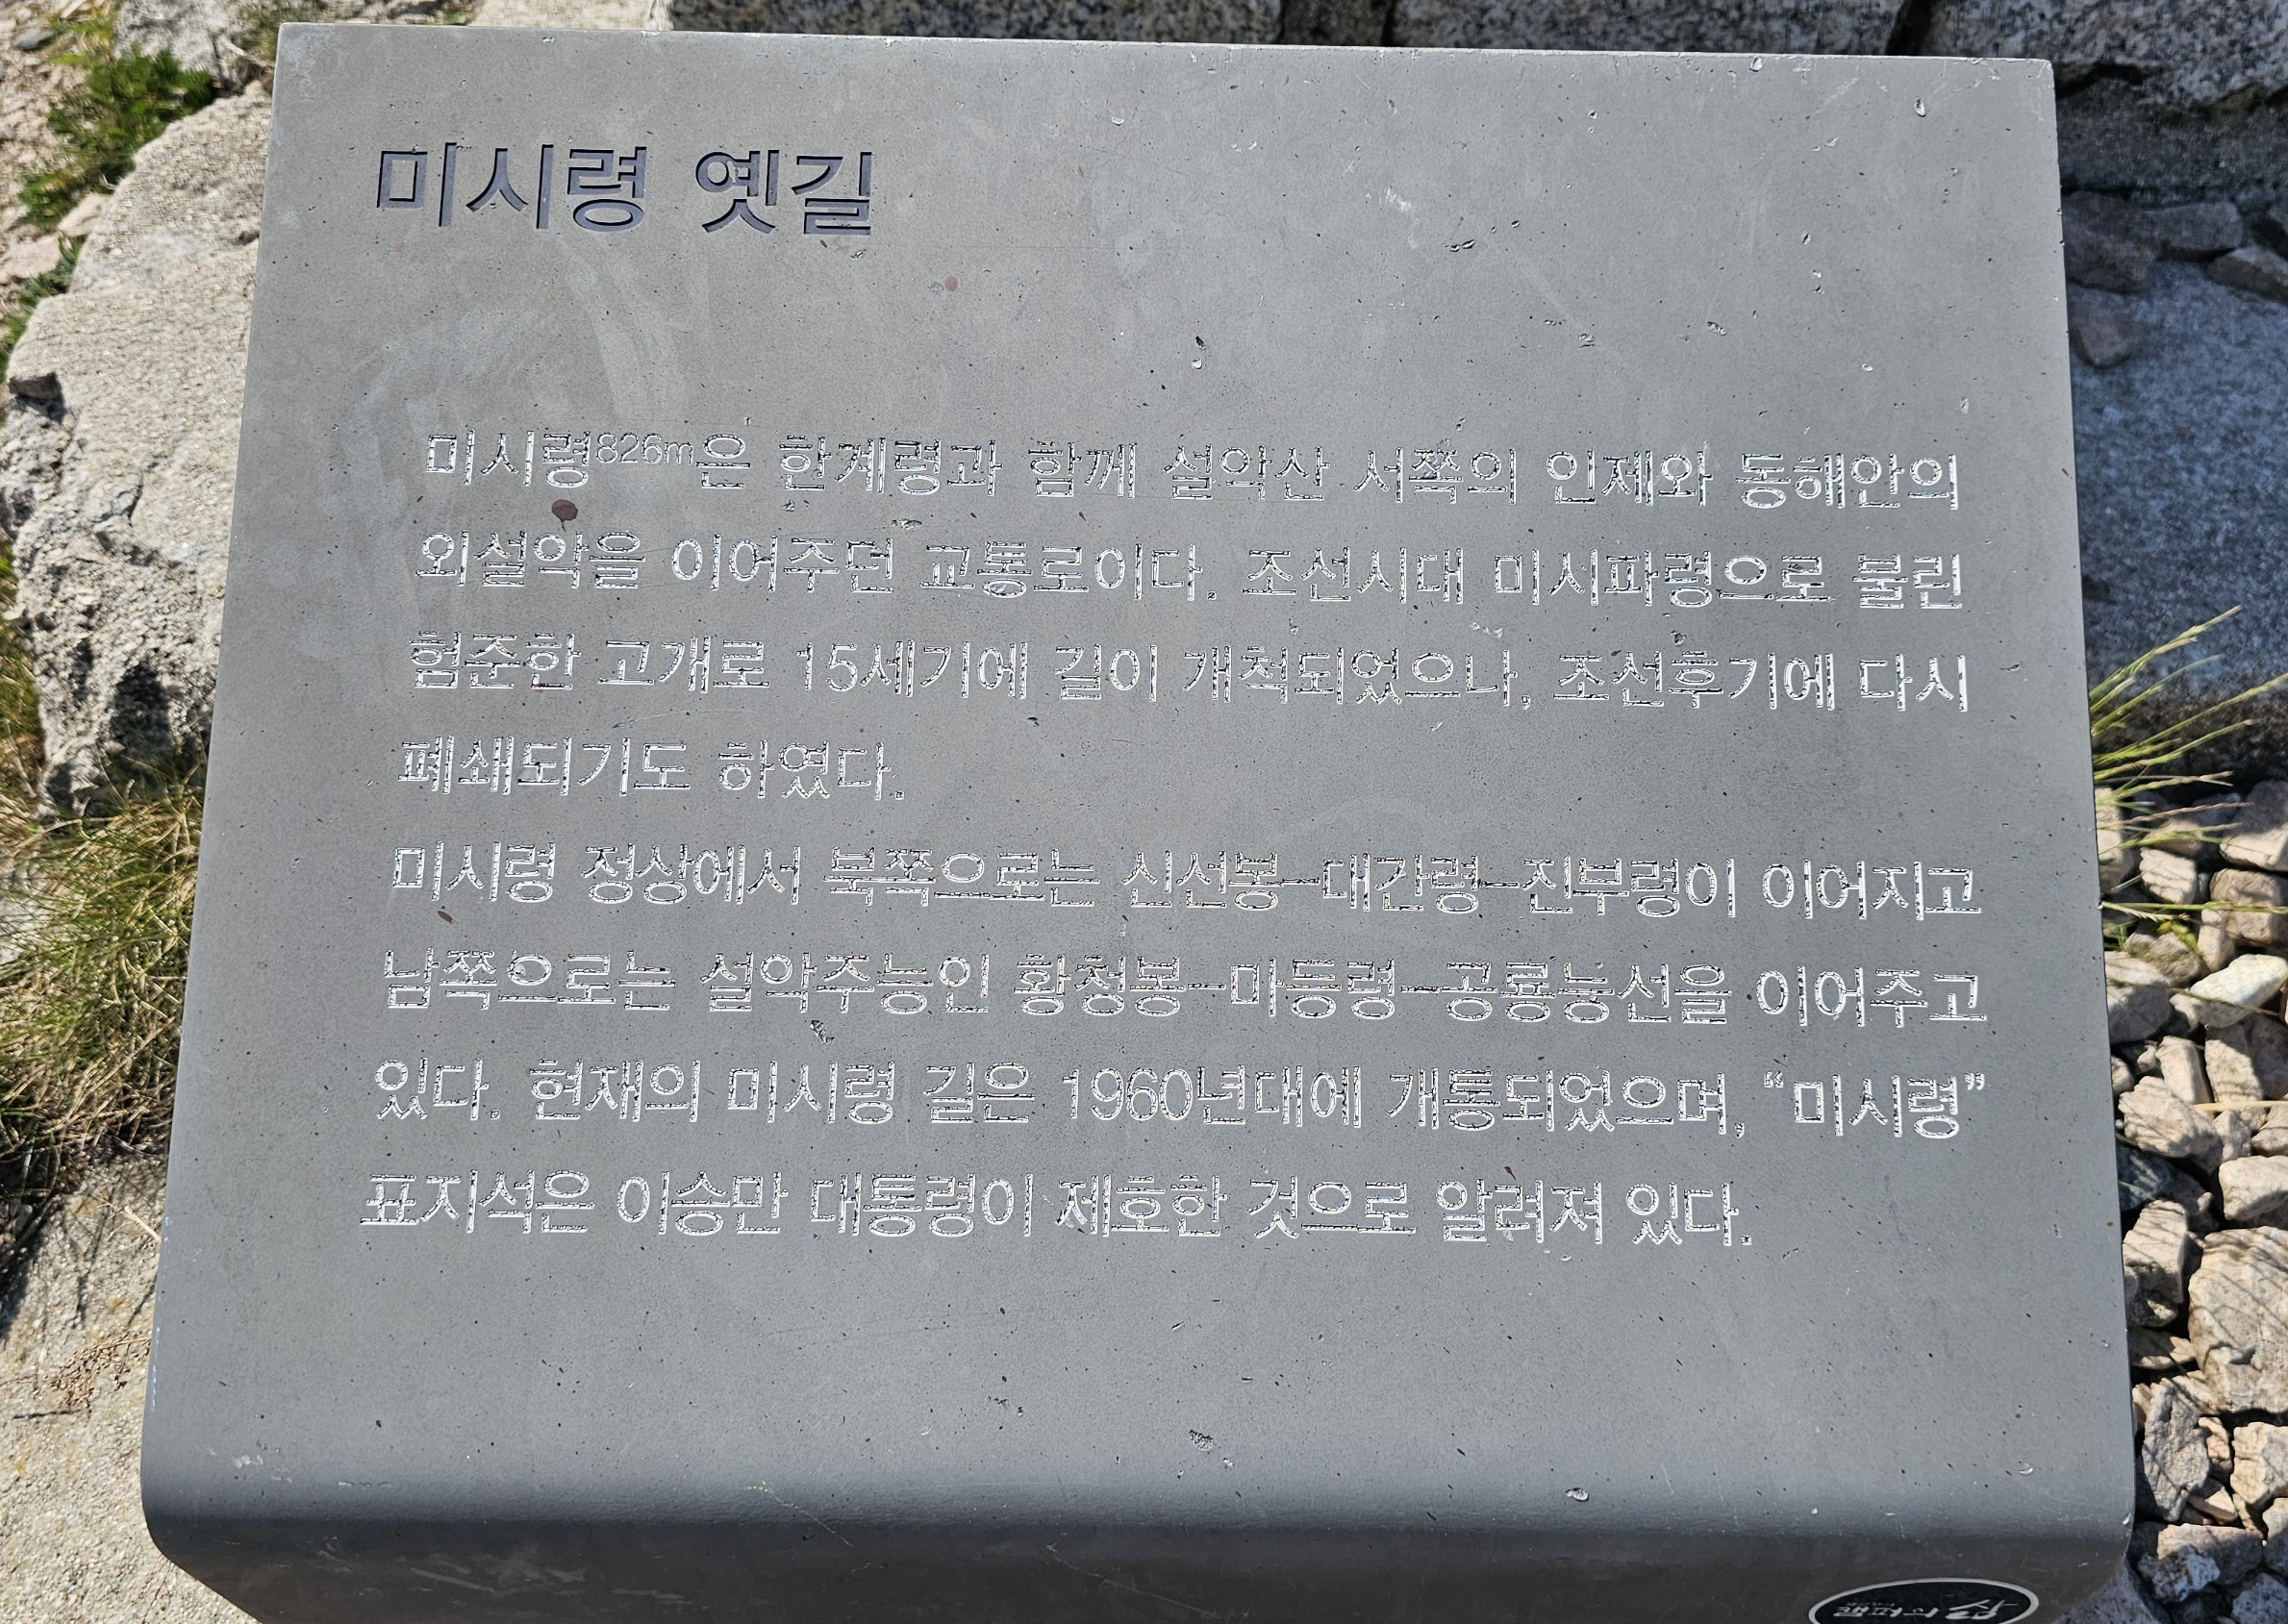 미시령 옛길
미시령826m은 한계령과 함께 설악산 서쪽의 인제와 동해안의
외설악을 이어주던 교통로이다. 조선시대 미시파령으로 불린
험준한 고개로 15세기에 길이 개척되었으나, 조선후기에 다시
폐쇄되기도 하였다.
미시령 정상에서 북쪽으로는 신선봉-대간령-진부령이 이어지고
남쪽으로는 설악주능인 황청봉-마등령-공룡능선을 이어주고
있다. 현재의 미시령 길은 1960년대에 개통되었으며, “미시령”
표지석은 이승만 대통령이 제호한 것으로 알려져 있다.